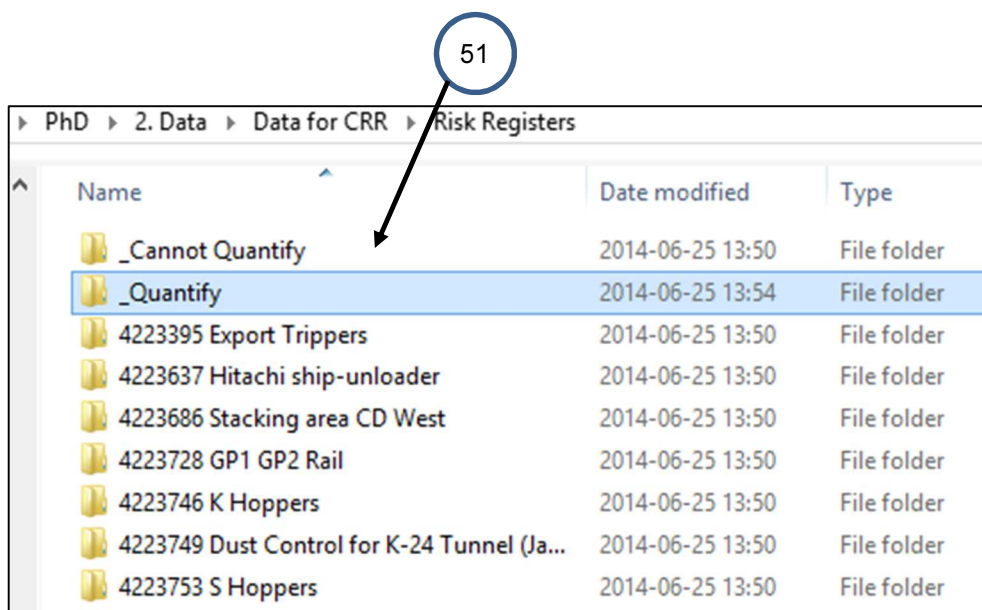 51
PhD 2. Data Data for CRR Risk Registers
Name Date modified Type
_Cannot Quantify 2014-06-25 13:50 File folder
_Quantify 2014-06-25 13:54 File folder
4223395 Export Trippers 2014-06-25 13:50 File folder
4223637 Hitachi ship-unloader 2014-06-25 13:50 File folder
4223686 Stacking area CD West 2014-06-25 13:50 File folder
4223728 GP1 GP2 Rail 2014-06-25 13:50 File folder
4223746 K Hoppers 2014-06-25 13:50 File folder
4223749 Dust Control for K-24 Tunnel (Ja... 2014-06-25 13:50 File folder
4223753 S Hoppers 2014-06-25 13:50 File folder